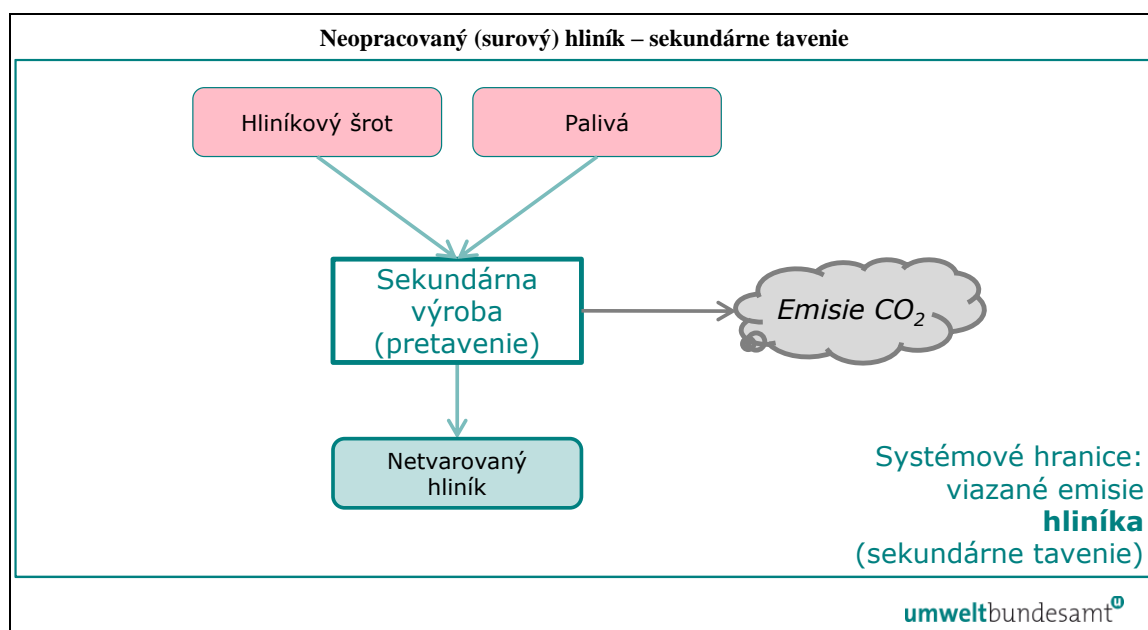 Neopracovaný (surový) hliník – sekundárne tavenie
Hliníkový šrot
Palivá
Sekundárna
výroba
(pretavenie)
Emisie CO₂
Netvarovaný
hliník
Systémové hranice:
viazané emisie
hliníka
(sekundárne tavenie)
umweltbundesamt ᵘ